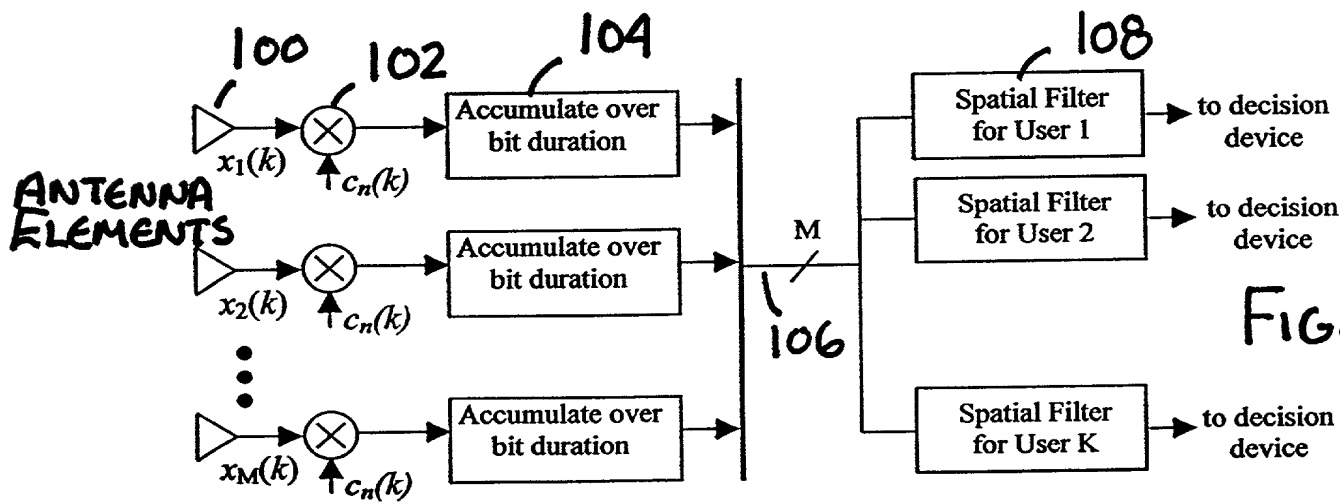 100
102
104
108
Accumulate over
bit duration
Spatial Filter
for User 1
to decision
device
x₁(k)
cₙ(k)
ANTENNA
ELEMENTS
Accumulate over
bit duration
M
Spatial Filter
for User 2
to decision
device
x₂(k)
cₙ(k)
106
FIG.
Accumulate over
bit duration
Spatial Filter
for User K
to decision
device
x_M(k)
cₙ(k)